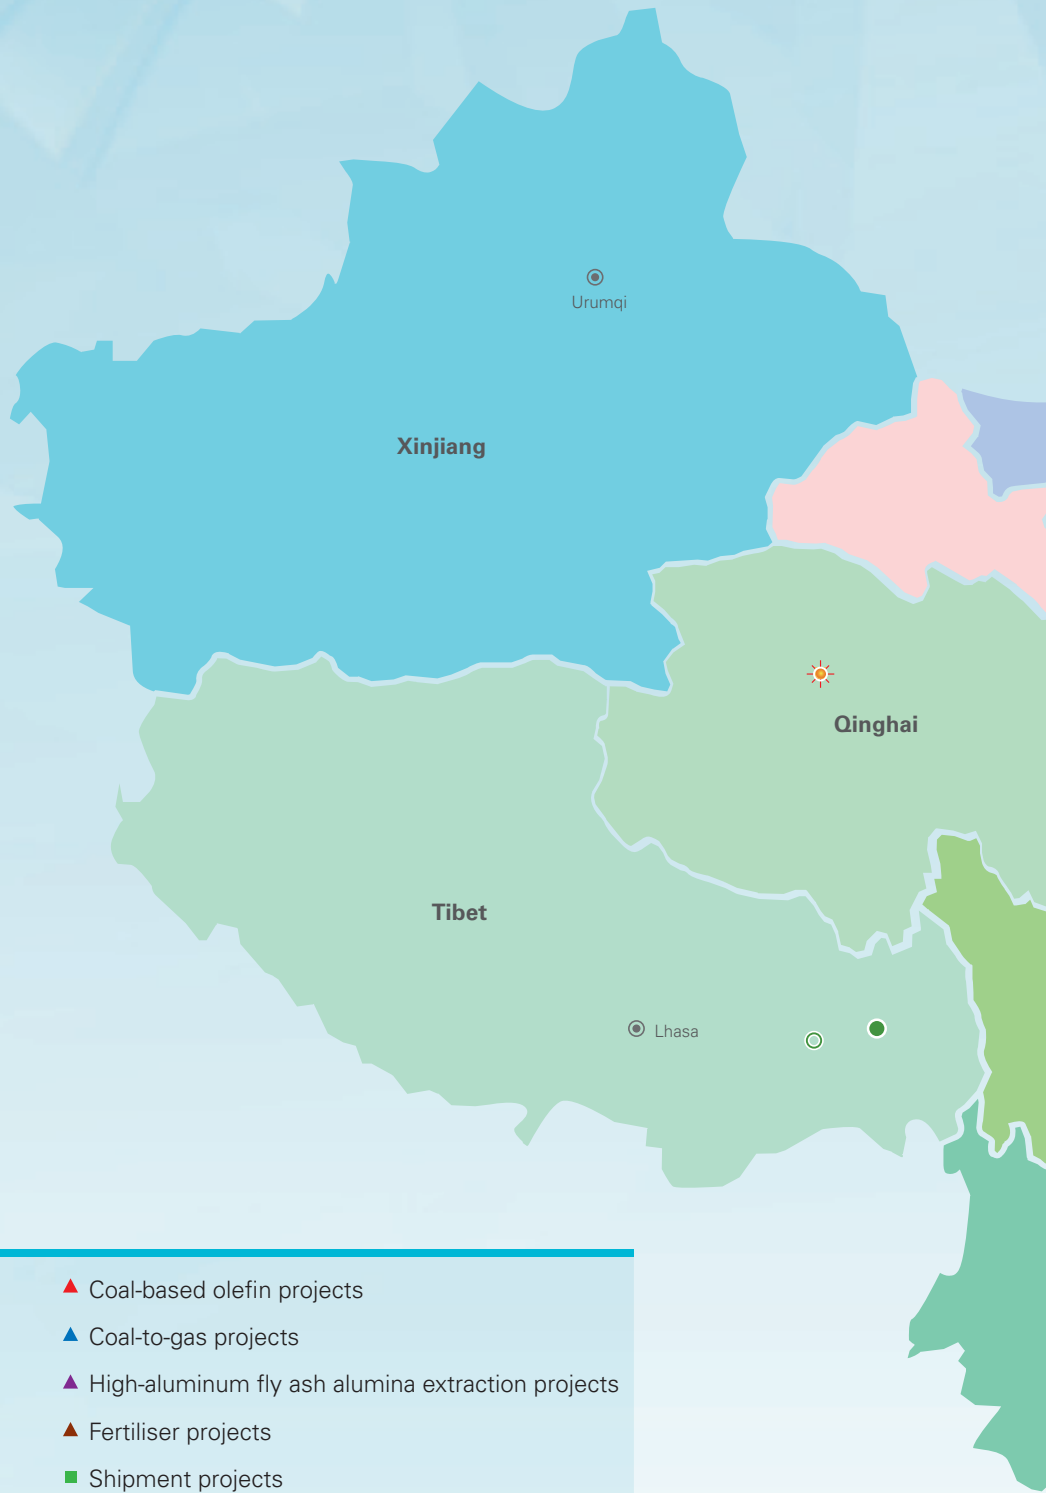 Urumqi
Xinjiang
Qinghai
Tibet
Lhasa
Coal-based olefin projects
Coal-to-gas projects
High-aluminum fly ash alumina extraction projects
Fertiliser projects
Shipment projects